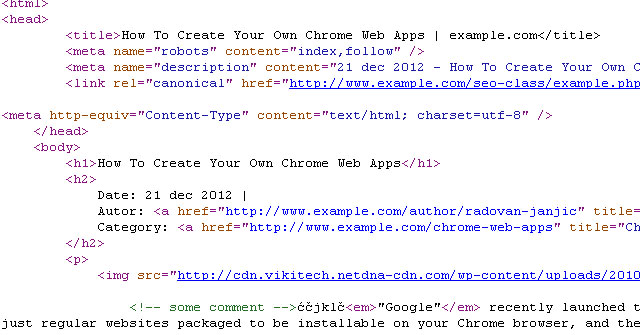 <html>
<head>
<title>How To Create Your Own Chrome Web Apps | example.com</title>
<meta name="robots" content="index,follow" />
<meta name="description" content="21 dec 2012 - How To Create Your Own C
<link rel="canonical" href="http://www.example.com/seo-class/example.php
<meta http-equiv="Content-Type" content="text/html; charset=utf-8" />
</head>
<body>
<h1>How To Create Your Own Chrome Web Apps</h1>
<h2>
Date: 21 dec 2012 |
Autor: <a href="http://www.example.com/author/radovan-janjic" title=
Category: <a href="http://www.example.com/chrome-web-apps" title="Ch
</h2>
<p>
<img src="http://cdn.vikitech.netdna-cdn.com/wp-content/uploads/2010
<!-- some comment -->ćčjklč<em>"Google"</em> recently launched t
just regular websites packaged to be installable on your Chrome browser, and the